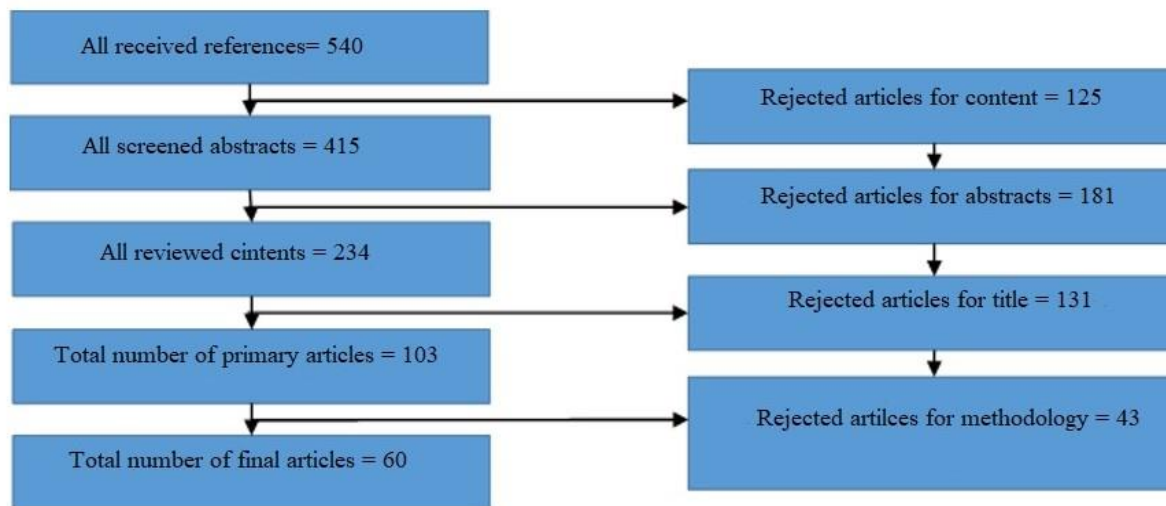 All received references= 540
Rejected articles for content = 125
All screened abstracts = 415
Rejected articles for abstracts = 181
All reviewed cintents = 234
Rejected articles for title = 131
Total number of primary articles = 103
Rejected artilces for methodology = 43
Total number of final articles = 60